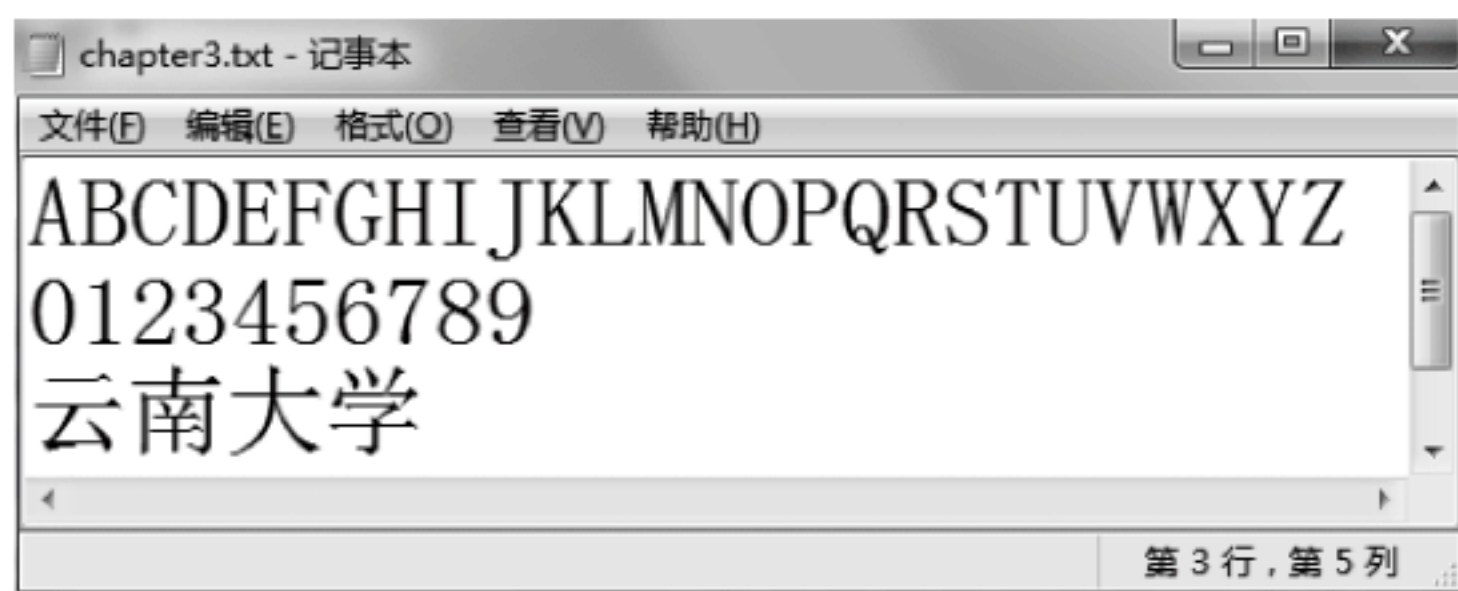 chapter3.txt - 记事本
文件(F) 编辑(E) 格式(O) 查看(V) 帮助(H)
ABCDEFGHIJKLMNOPQRSTUVWXYZ
0123456789
云南大学
第 3 行 , 第 5 列